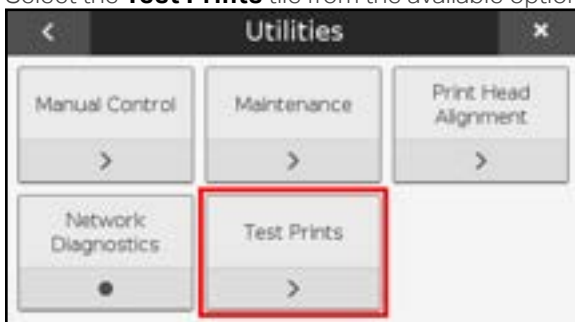 Select the Test Prints tile from the available option
Utilities
Manual Control
Maintenance
Print Head
Alignment
Network
Diagnostics
Test Prints